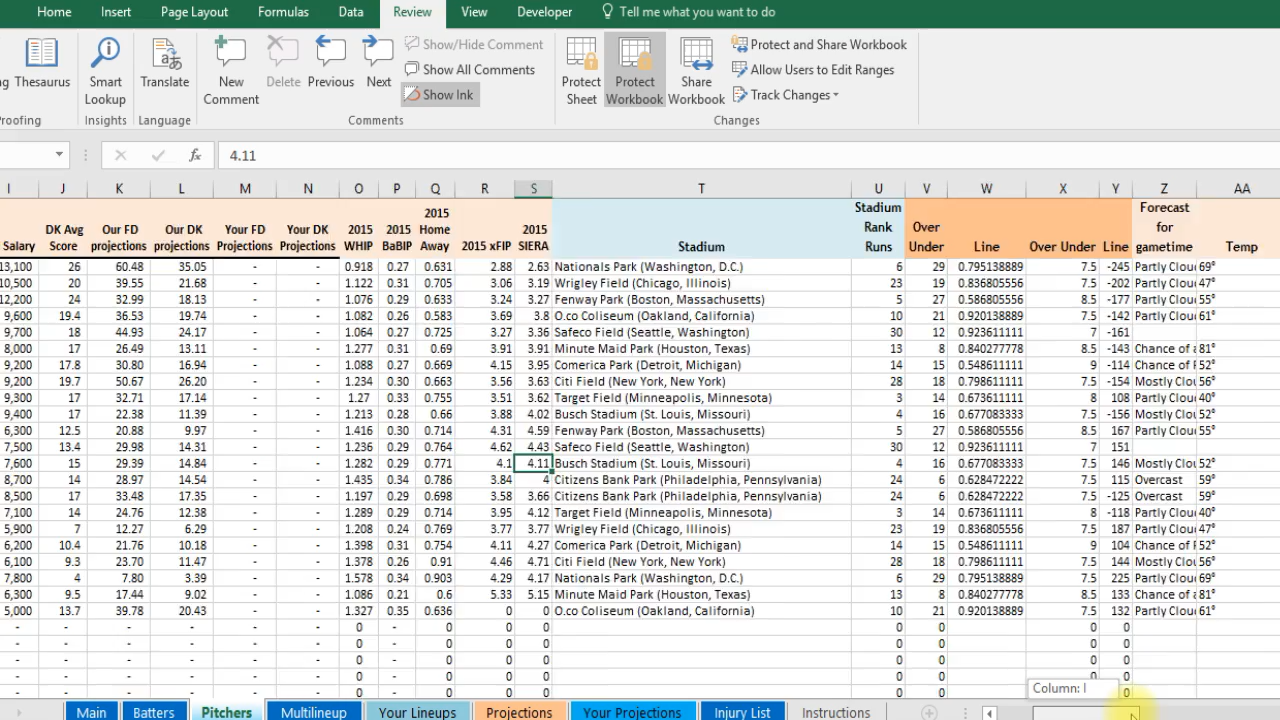 Home Insert Page Layout Formulas Data Review View Developer Tell me what you want to do
Thesaurus
Smart Lookup
Translate
New Comment
Delete
Previous
Next
Show/Hide Comment
Show All Comments
Show Ink
Protect Sheet
Protect Workbook
Share Workbook
Protect and Share Workbook
Allow Users to Edit Ranges
Track Changes
Insights Language Comments Changes
fx 4.11
I J K L M N O P Q R S T U V W X Y Z AA
Salary DK Avg Score Our FD projections Our DK projections Your FD Projections Your DK Projections 2015 WHIP 2015 BaBIP 2015 Home Away 2015 xFIP 2015 SIERA Stadium Stadium Rank Runs Over Under Line Over Under Line Forecast for gametime Temp
13,100 26 60.48 35.05 - - 0.918 0.27 0.631 2.88 2.63 Nationals Park (Washington, D.C.) 6 29 0.795138889 7.5 -245 Partly Clou 69°
10,500 20 39.55 21.68 - - 1.122 0.29 0.705 3.06 3.19 Wrigley Field (Chicago, Illinois) 23 19 0.836805556 7.5 -202 Partly Clou 47°
12,200 24 32.99 18.13 - - 1.076 0.29 0.633 3.24 3.27 Fenway Park (Boston, Massachusetts) 5 27 0.586805556 8.5 -177 Partly Clou 55°
9,600 19.4 36.53 19.74 - - 1.082 0.26 0.583 3.69 3.8 O.co Coliseum (Oakland, California) 10 21 0.920138889 7.5 -142 Partly Clou 61°
9,700 18 44.93 24.17 - - 1.064 0.27 0.725 3.27 3.36 Safeco Field (Seattle, Washington) 30 12 0.923611111 7 -161
8,000 17 26.49 13.11 - - 1.277 0.31 0.69 3.91 3.91 Minute Maid Park (Houston, Texas) 13 8 0.840277778 8.5 -143 Chance of a 81°
9,200 17.8 30.80 16.94 - - 1.088 0.27 0.669 4.15 3.95 Comerica Park (Detroit, Michigan) 14 15 0.548611111 9 -114 Chance of F 52°
9,200 19.7 50.67 26.20 - - 1.234 0.30 0.663 3.56 3.63 Citi Field (New York, New York) 28 18 0.798611111 7.5 -154 Mostly Clou 56°
9,300 17 32.71 17.14 - - 1.27 0.33 0.755 3.51 3.62 Target Field (Minneapolis, Minnesota) 3 14 0.673611111 8 108 Partly Clou 40°
9,400 17 22.38 11.39 - - 1.213 0.28 0.66 3.88 4.02 Busch Stadium (St. Louis, Missouri) 4 16 0.677083333 7.5 -156 Mostly Clou 52°
6,300 12.5 20.88 9.97 - - 1.416 0.30 0.714 4.31 4.59 Fenway Park (Boston, Massachusetts) 5 27 0.586805556 8.5 167 Partly Clou 55°
7,500 13.4 29.98 14.31 - - 1.236 0.29 0.764 4.62 4.43 Safeco Field (Seattle, Washington) 30 12 0.923611111 7 151
7,600 15 29.39 14.84 - - 1.282 0.29 0.771 4.1 4.11 Busch Stadium (St. Louis, Missouri) 4 16 0.677083333 7.5 146 Mostly Clou 52°
8,700 14 28.97 14.54 - - 1.435 0.34 0.786 3.84 4 Citizens Bank Park (Philadelphia, Pennsylvania) 24 6 0.628472222 7.5 115 Overcast 59°
8,500 17 33.48 17.35 - - 1.197 0.29 0.698 3.58 3.66 Citizens Bank Park (Philadelphia, Pennsylvania) 24 6 0.628472222 7.5 -125 Overcast 59°
7,100 14 24.76 12.38 - - 1.289 0.29 0.714 3.95 4.12 Target Field (Minneapolis, Minnesota) 3 14 0.673611111 8 -118 Partly Clou 40°
5,900 7 12.27 6.29 - - 1.208 0.24 0.769 3.77 3.77 Wrigley Field (Chicago, Illinois) 23 19 0.836805556 7.5 187 Partly Clou 47°
6,200 10.4 21.76 10.18 - - 1.398 0.31 0.754 4.11 4.27 Comerica Park (Detroit, Michigan) 14 15 0.548611111 9 104 Chance of F 52°
6,100 9.3 23.70 11.47 - - 1.378 0.26 0.91 4.46 4.71 Citi Field (New York, New York) 28 18 0.798611111 7.5 144 Mostly Clou 56°
7,800 4 7.80 3.39 - - 1.578 0.34 0.903 4.29 4.17 Nationals Park (Washington, D.C.) 6 29 0.795138889 7.5 225 Partly Clou 69°
6,300 9.5 17.44 9.02 - - 1.086 0.21 0.6 5.33 5.15 Minute Maid Park (Houston, Texas) 13 8 0.840277778 8.5 133 Chance of a 81°
5,000 13.7 39.78 20.43 - - 1.327 0.35 0.636 0 0 O.co Coliseum (Oakland, California) 10 21 0.920138889 7.5 132 Partly Clou 61°
- - - - - - 0 - 0 0 0 0 0 0
- - - - - - 0 - 0 0 0 0 0 0
- - - - - - 0 - 0 0 0 0 0 0
- - - - - - 0 - 0 0 0 0 0 0
- - - - - - 0 - 0 0 0 0 0 0
Column: I
Main Batters Pitchers Multilineup Your Lineups Projections Your Projections Injury List Instructions